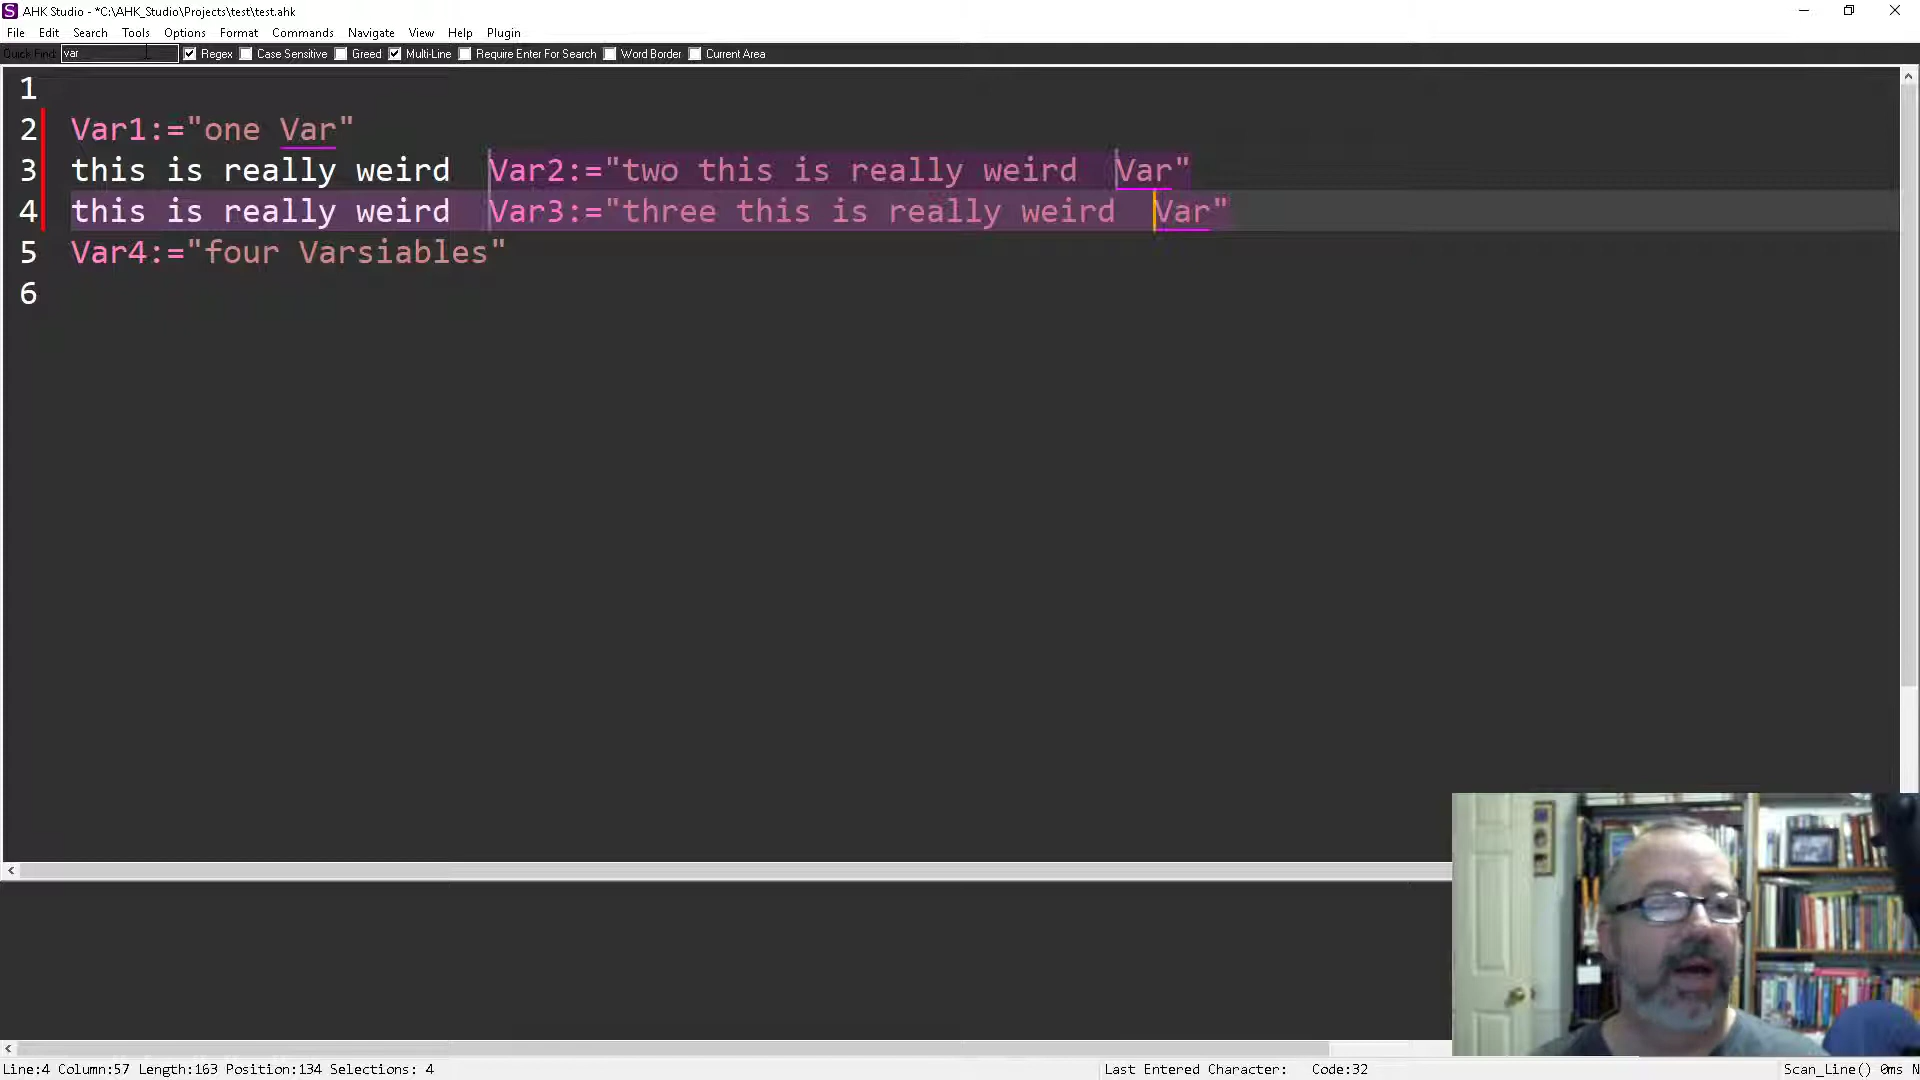 AHK Studio - *C:\AHK_Studio\Projects\test\test.ahk
File Edit Search Tools Options Format Commands Navigate View Help Plugin
Quick Find: var Regex Case Sensitive Greed Multi-Line Require Enter For Search Word Border Current Area
1
2 Var1:="one Var"
3 this is really weird  Var2:="two this is really weird  Var"
4 this is really weird  Var3:="three this is really weird  Var"
5 Var4:="four Varsiables"
6
Line:4 Column:57 Length:163 Position:134 Selections: 4 Last Entered Character: Code:32 Scan_Line() 0ms N